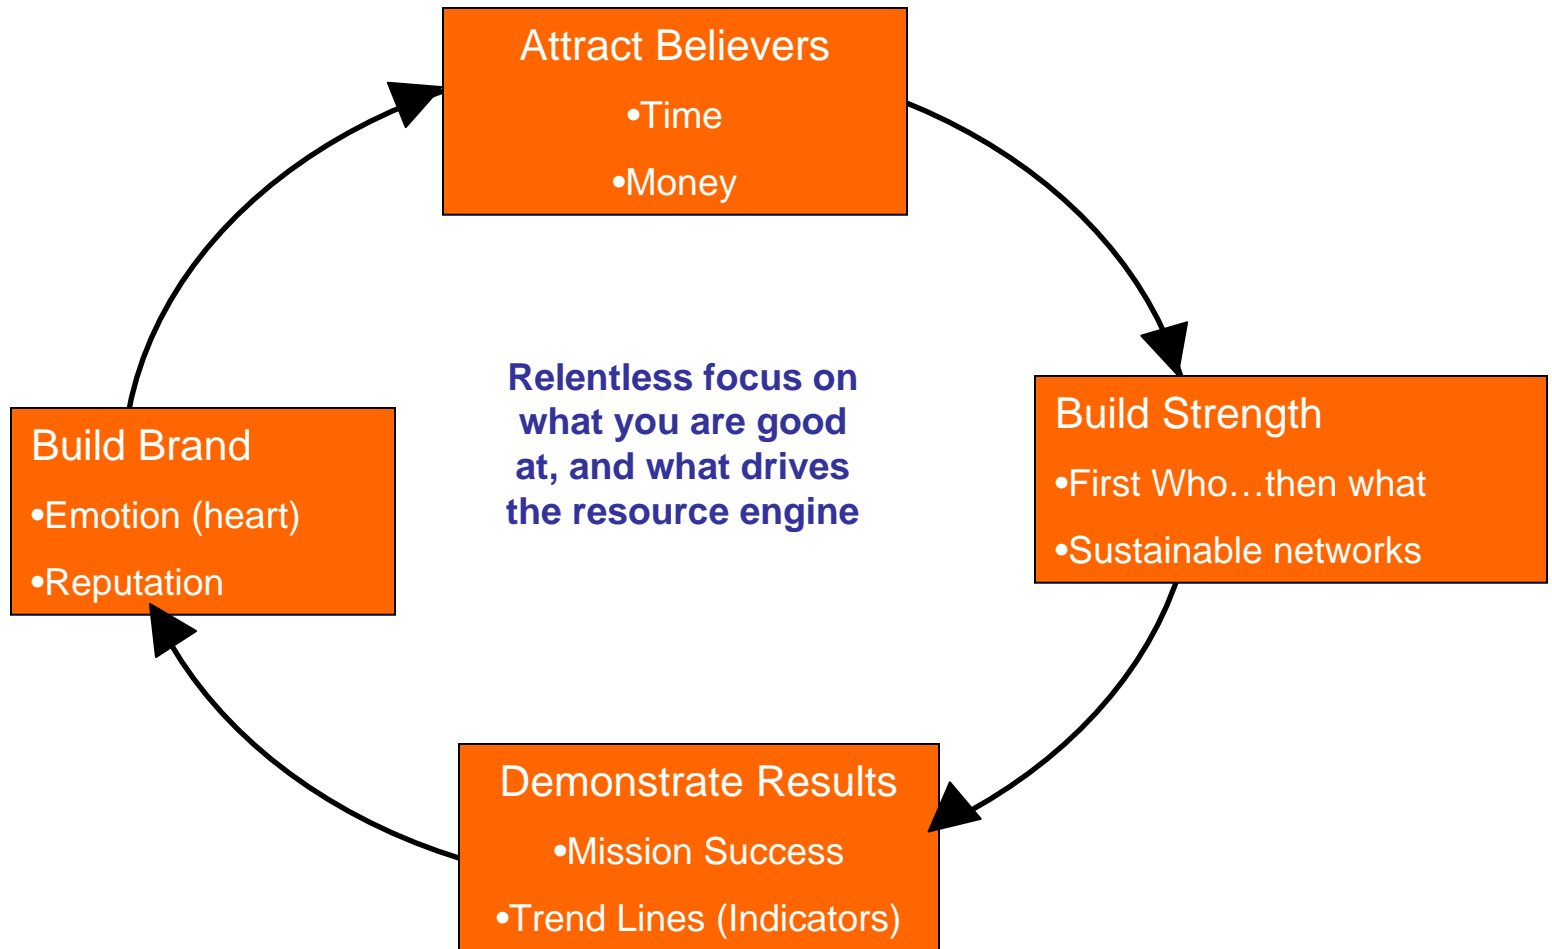 Attract Believers
•Time
•Money
Build Strength
•First Who…then what
•Sustainable networks
Demonstrate Results
•Mission Success
•Trend Lines (Indicators)
Build Brand
•Emotion (heart)
•Reputation
Relentless focus on
what you are good
at, and what drives
the resource engine